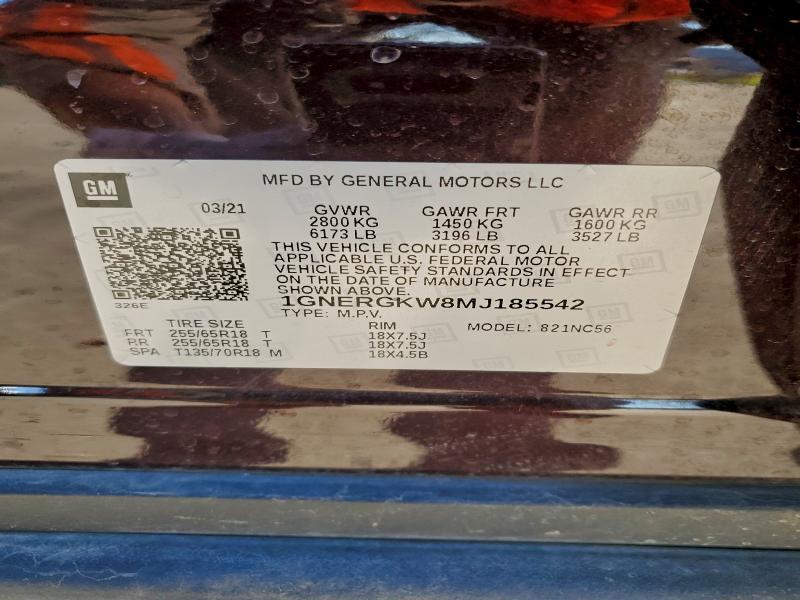 GM
MFD BY GENERAL MOTORS LLC
03/21 GVWR GAWR FRT GAWR RR
2800 KG 1450 KG 1600 KG
6173 LB 3196 LB 3527 LB
THIS VEHICLE CONFORMS TO ALL
APPLICABLE U.S. FEDERAL MOTOR
VEHICLE SAFETY STANDARDS IN EFFECT
ON THE DATE OF MANUFACTURE
SHOWN ABOVE
326E
1GNERGKW8MJ185542
TYPE: M.P.V. MODEL: 821NC56
TIRE SIZE RIM
FRT 255/65R18 T 18X7.5J
RR 255/65R18 T 18X7.5J
SPA T135/70R18 M 18X4.5B